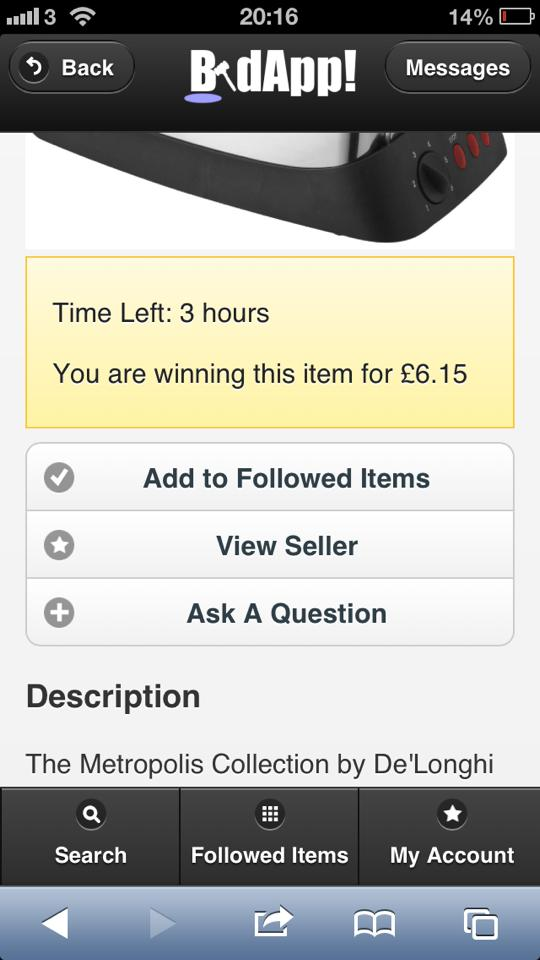 3 20:16 14%
Back BidApp! Messages
Time Left: 3 hours
You are winning this item for £6.15
Add to Followed Items
View Seller
Ask A Question
Description
The Metropolis Collection by De'Longhi
Search Followed Items My Account